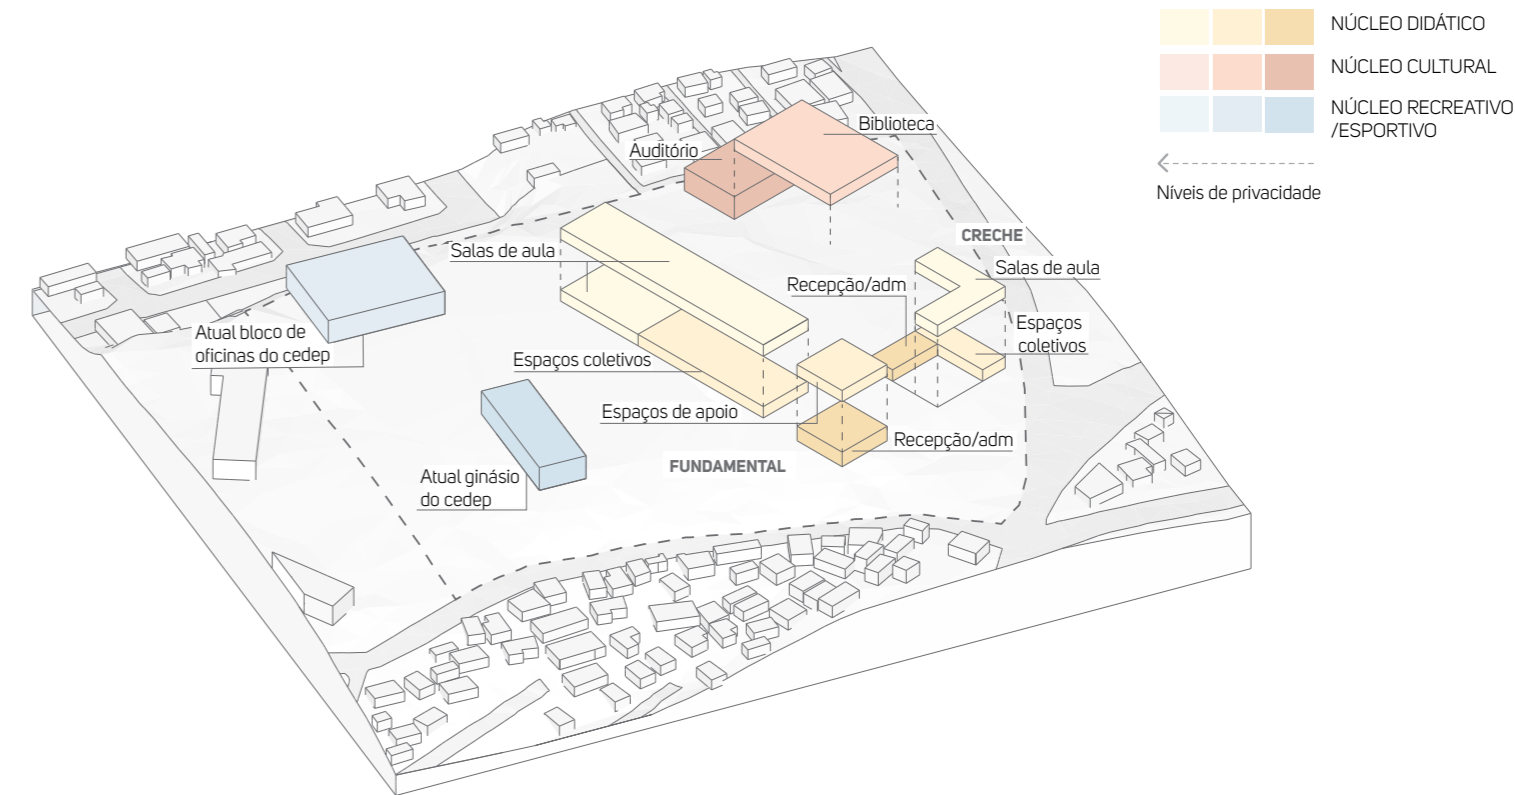 NÚCLEO DIDÁTICO
NÚCLEO CULTURAL
NÚCLEO RECREATIVO
/ESPORTIVO
Níveis de privacidade
Biblioteca
Auditório
CRECHE
Salas de aula
Salas de aula
Recepção/adm
Espaços
coletivos
Atual bloco de
oficinas do cedep
Espaços coletivos
Espaços de apoio
Recepção/adm
FUNDAMENTAL
Atual ginásio
do cedep